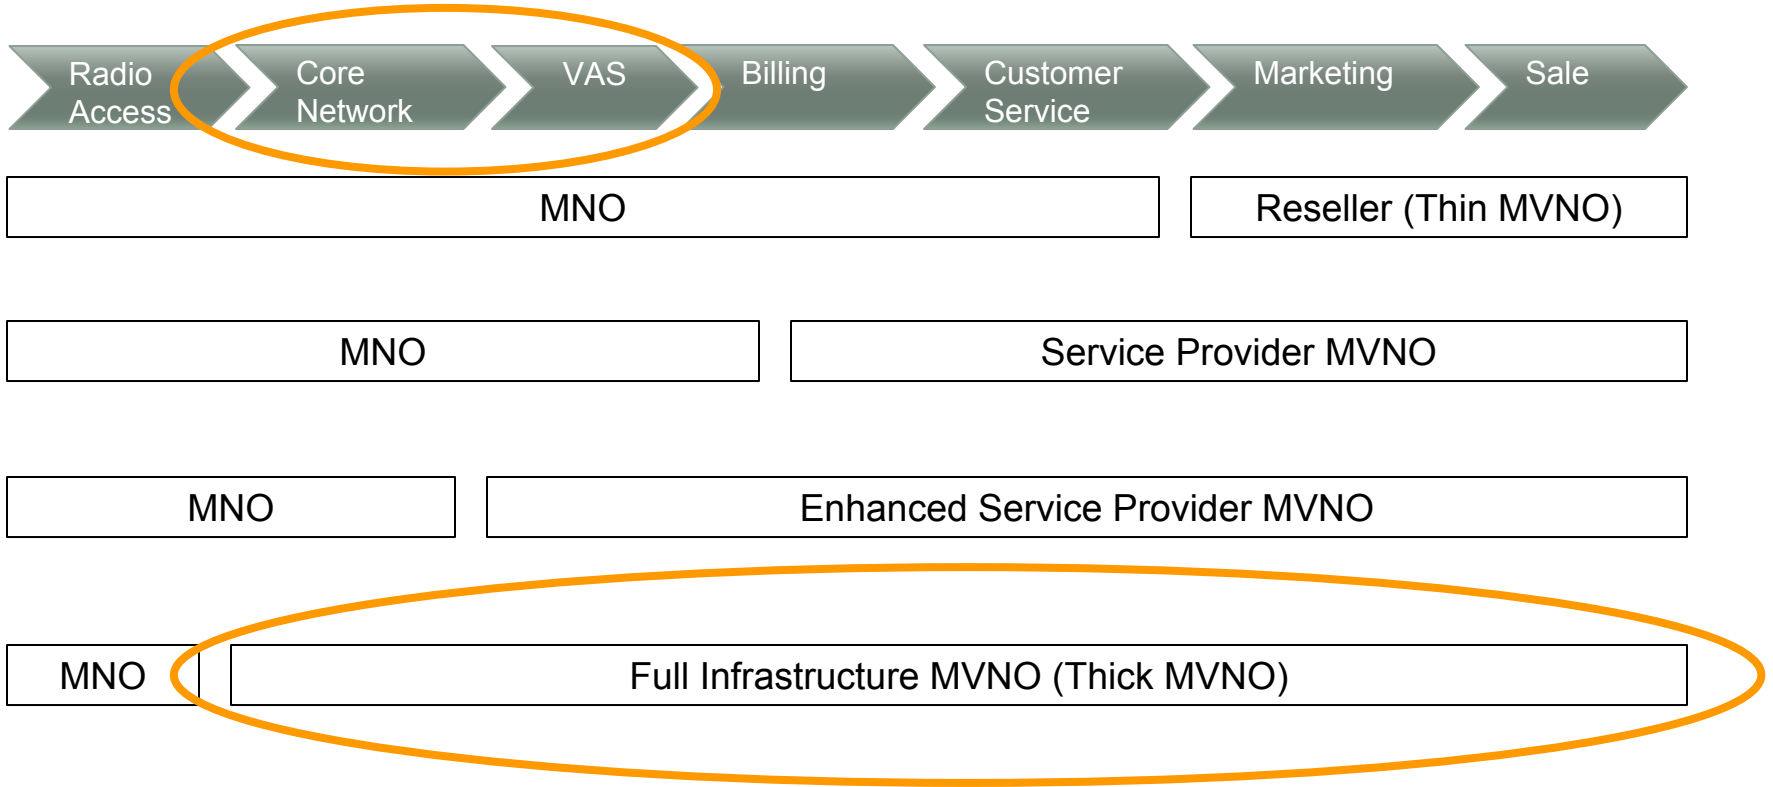 Radio
Access
Core
Network
VAS
Billing
Customer
Service
Marketing
Sale
MNO
Reseller (Thin MVNO)
MNO
Service Provider MVNO
MNO
Enhanced Service Provider MVNO
MNO
Full Infrastructure MVNO (Thick MVNO)